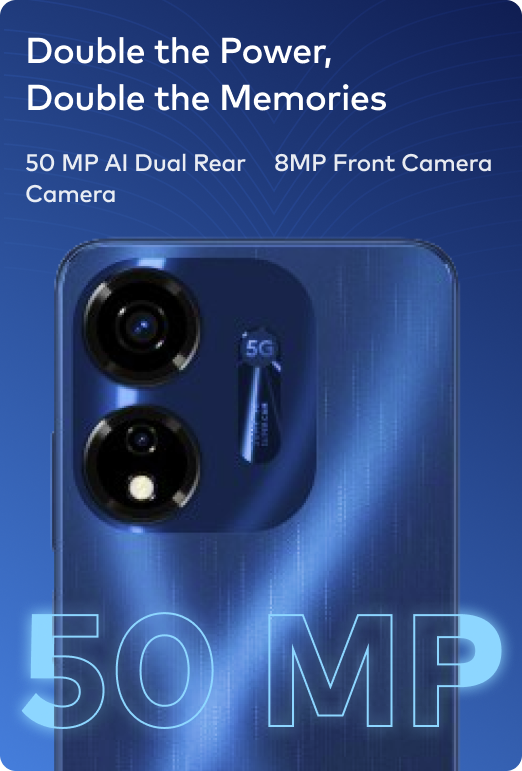 Double the Power,
Double the Memories
50 MP AI Dual Rear
Camera
8MP Front Camera
5G
50 MP